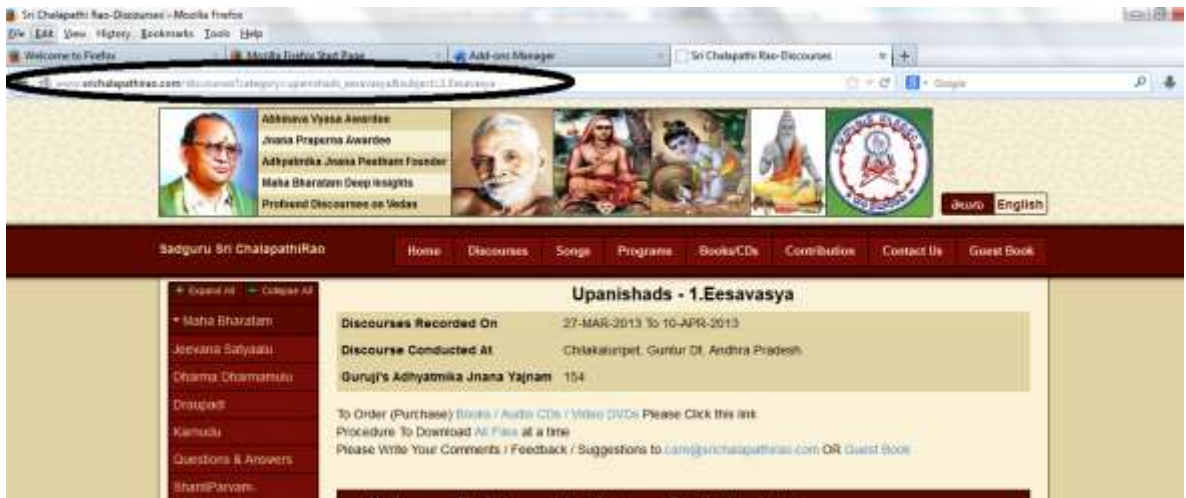 Sri Chalapathi Rao-Discourses - Mozilla Firefox
File Edit View History Bookmarks Tools Help
Welcome to Firefox Mozilla Firefox Start Page Add-ons Manager Sri Chalapathi Rao-Discourses
Google
Abhinava Vyasa Awardee
Jnana Prapurna Awardee
Adhyatmika Jnana Peetham Founder
Maha Bharatam Deep Insights
Profound Discourses on Vedas
తెలుగు English
Sadguru Sri ChalapathiRao Home Discourses Songs Programs Books/CDs Contribution Contact Us Guest Book
+ Expand All - Collapse All
Upanishads - 1.Eesavasya
Maha Bharatam
Discourses Recorded On 27-MAR-2013 To 10-APR-2013
Jeevana Satyaalu
Discourse Conducted At Chilakaluripet, Guntur Dt, Andhra Pradesh.
Dharma Dharmamulu
Guruji's Adhyatmika Jnana Yajnam 154
Draupadi
To Order (Purchase) Books / Audio CDs / Video DVDs Please Click this link
Karnudu
Procedure To Download All Files at a time
Please Write Your Comments / Feedback / Suggestions to care@srichalapathirao.com OR Guest Book
Questions & Answers
ShantiParvam